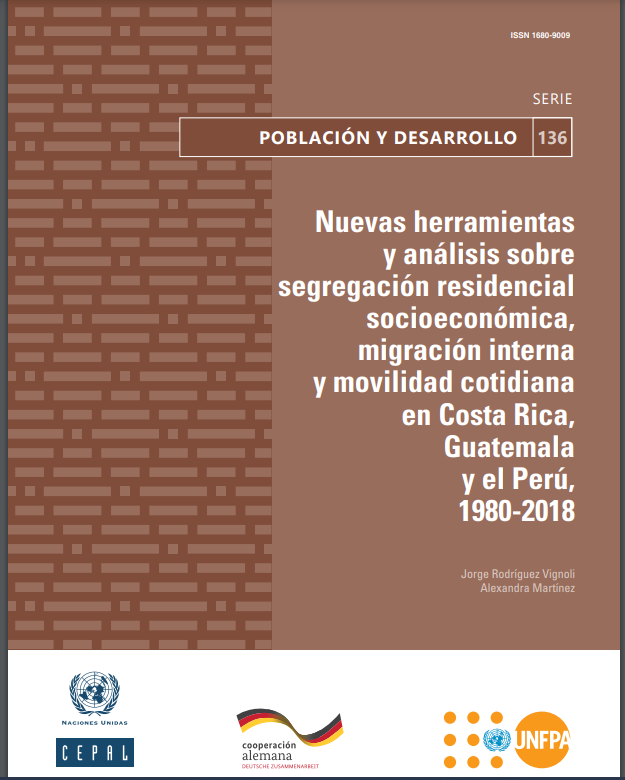 ISSN 1680-9009
SERIE
POBLACIÓN Y DESARROLLO 136
Nuevas herramientas
y análisis sobre
segregación residencial
socioeconómica,
migración interna
y movilidad cotidiana
en Costa Rica,
Guatemala
y el Perú,
1980-2018
Jorge Rodríguez Vignoli
Alexandra Martínez
NACIONES UNIDAS
CEPAL
cooperación
alemana
DEUTSCHE ZUSAMMENARBEIT
UNFPA